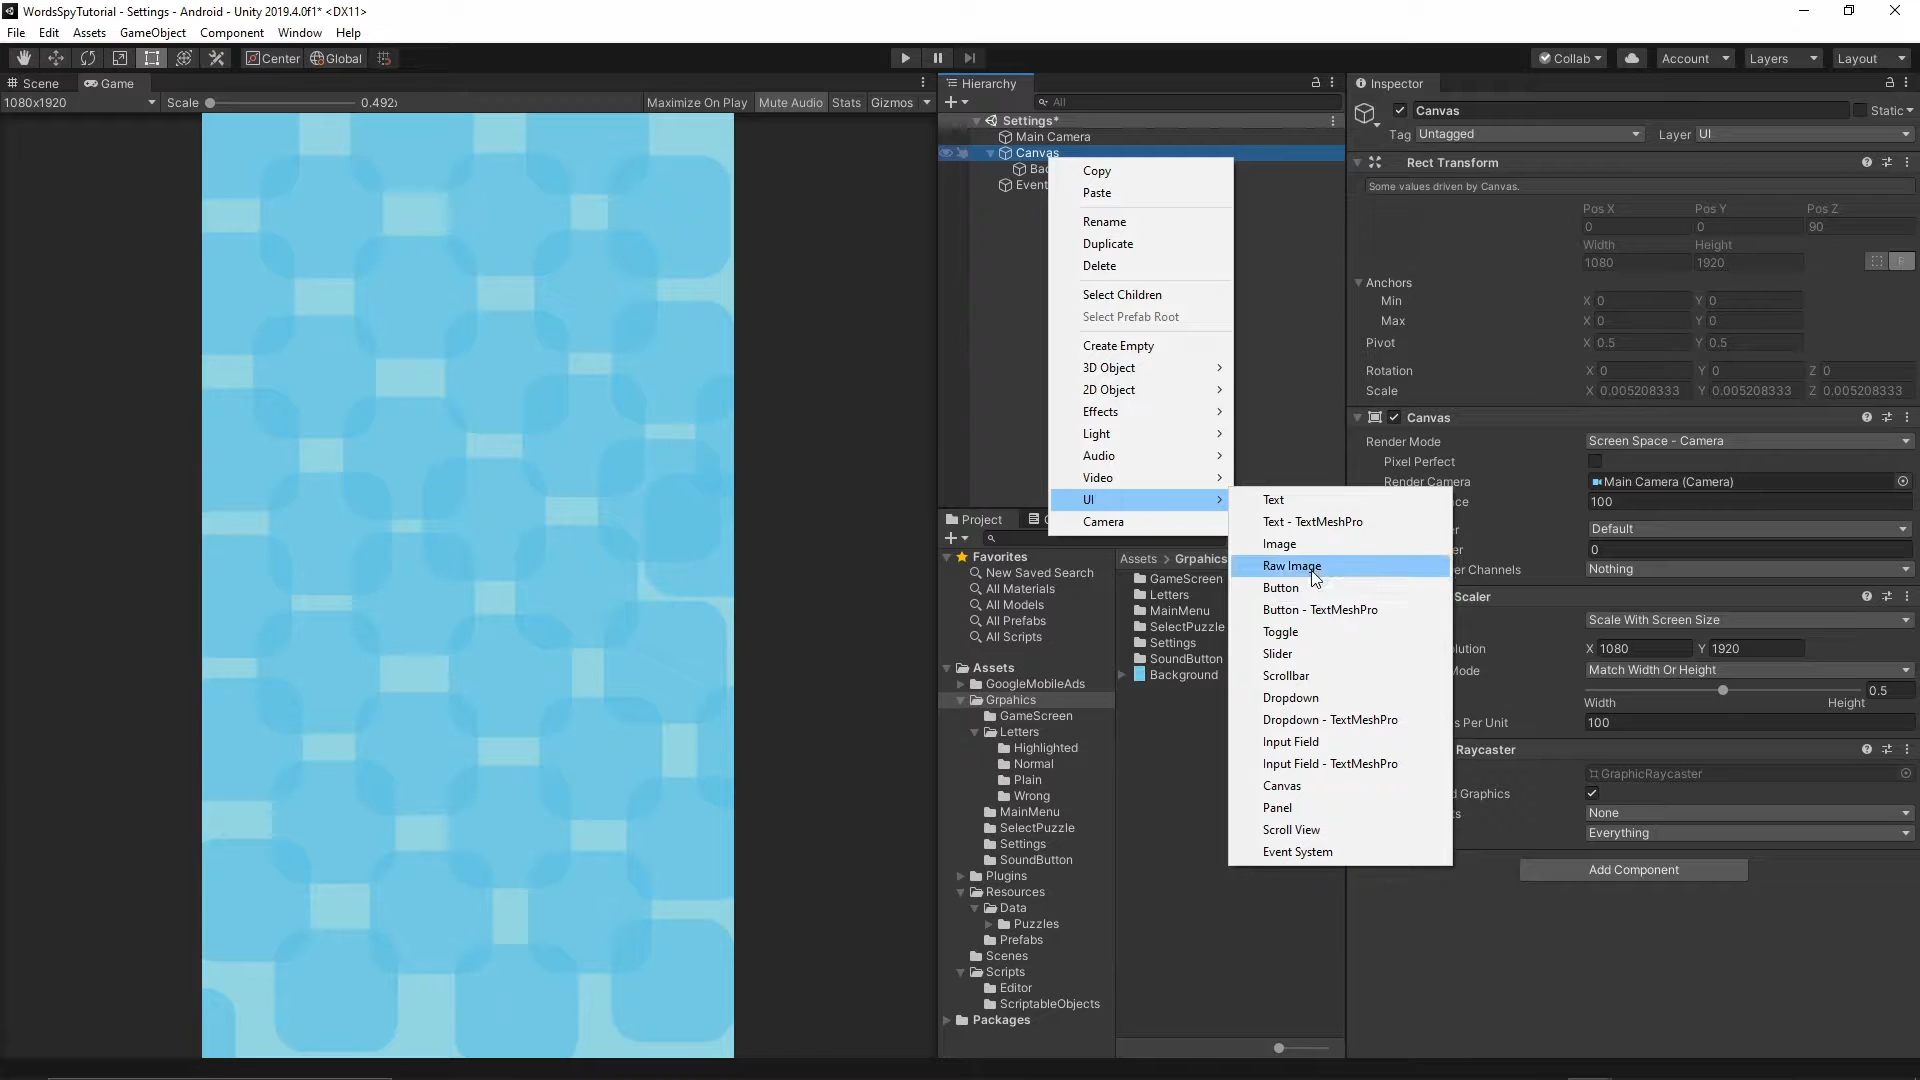 WordsSpyTutorial - Settings - Android - Unity 2019.4.0f1* <DX11>
File Edit Assets GameObject Component Window Help
Center Global Collab Account Layers Layout
Scene Game
1080x1920 Scale 0.492x Maximize On Play Mute Audio Stats Gizmos
Hierarchy
All
Settings*
Main Camera
Canvas
Copy
Paste
Rename
Duplicate
Delete
Select Children
Select Prefab Root
Create Empty
3D Object
2D Object
Effects
Light
Audio
Video
UI
Camera
Text
Text - TextMeshPro
Image
Raw Image
Button
Button - TextMeshPro
Toggle
Slider
Scrollbar
Dropdown
Dropdown - TextMeshPro
Input Field
Input Field - TextMeshPro
Canvas
Panel
Scroll View
Event System
Project
Favorites
New Saved Search
All Materials
All Models
All Prefabs
All Scripts
Assets
GoogleMobileAds
Grpahics
GameScreen
Letters
Highlighted
Normal
Plain
Wrong
MainMenu
SelectPuzzle
Settings
SoundButton
Plugins
Resources
Data
Puzzles
Prefabs
Scenes
Scripts
Editor
ScriptableObjects
Packages
Assets > Grpahics
GameScreen
Letters
MainMenu
SelectPuzzle
Settings
SoundButton
Background
Inspector
Canvas Static
Tag Untagged Layer UI
Rect Transform
Some values driven by Canvas.
Pos X Pos Y Pos Z
0 0 90
Width Height
1080 1920 R
Anchors
Min X 0 Y 0
Max X 0 Y 0
Pivot X 0.5 Y 0.5
Rotation X 0 Y 0 Z 0
Scale X 0.005208333 Y 0.005208333 Z 0.005208333
Canvas
Render Mode Screen Space - Camera
Pixel Perfect
Render Camera Main Camera (Camera)
100
Default
0
Channels Nothing
Scaler
Scale With Screen Size
X 1080 Y 1920
Mode Match Width Or Height
0.5
Width Height
Per Unit 100
Raycaster
GraphicRaycaster
Graphics
None
Everything
Add Component